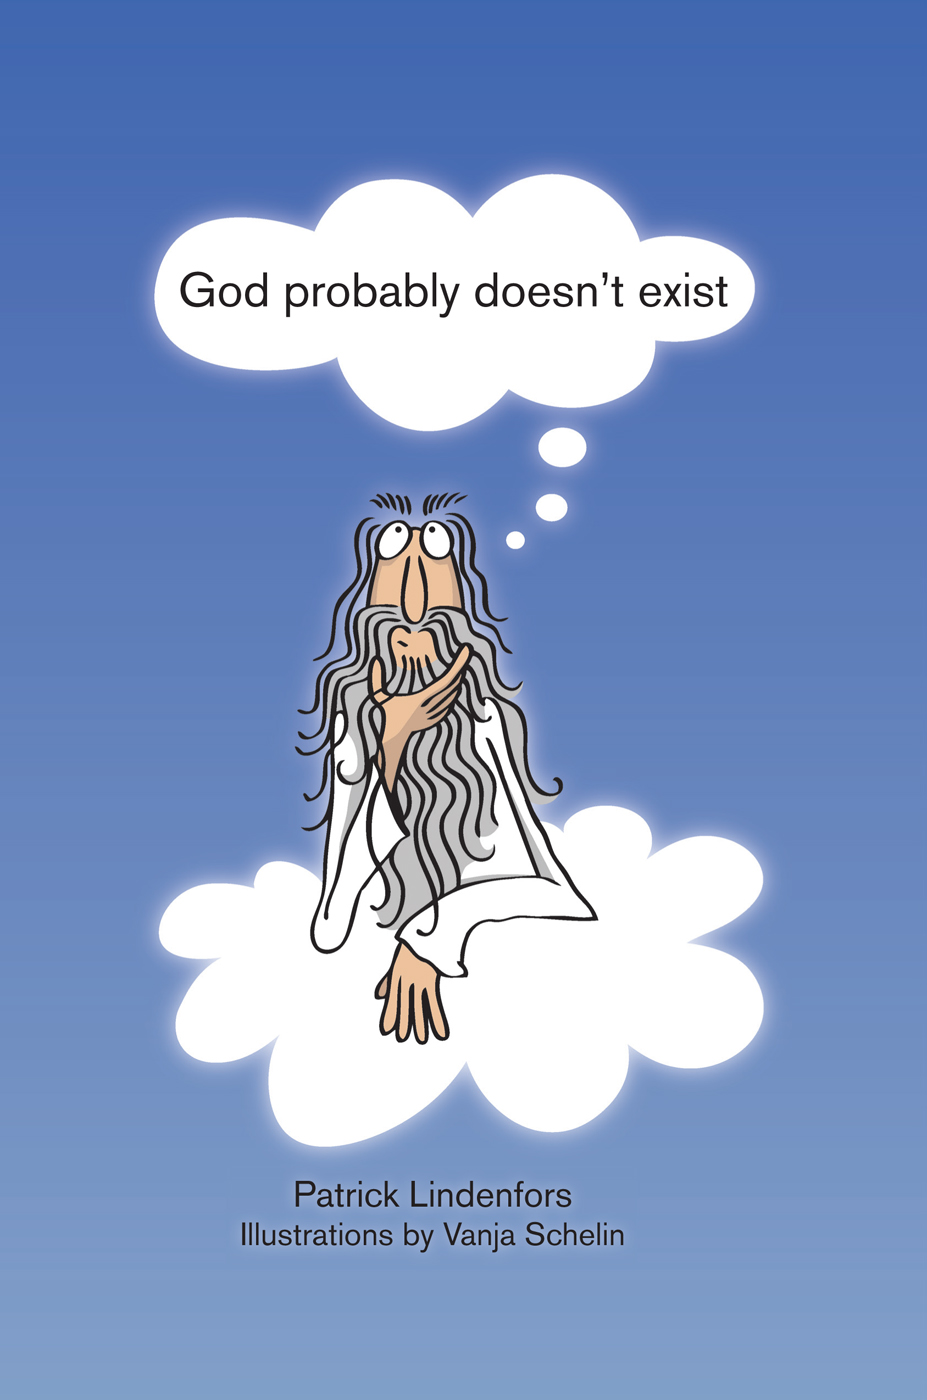 God probably doesn’t exist
Patrick Lindenfors
Illustrations by Vanja Schelin